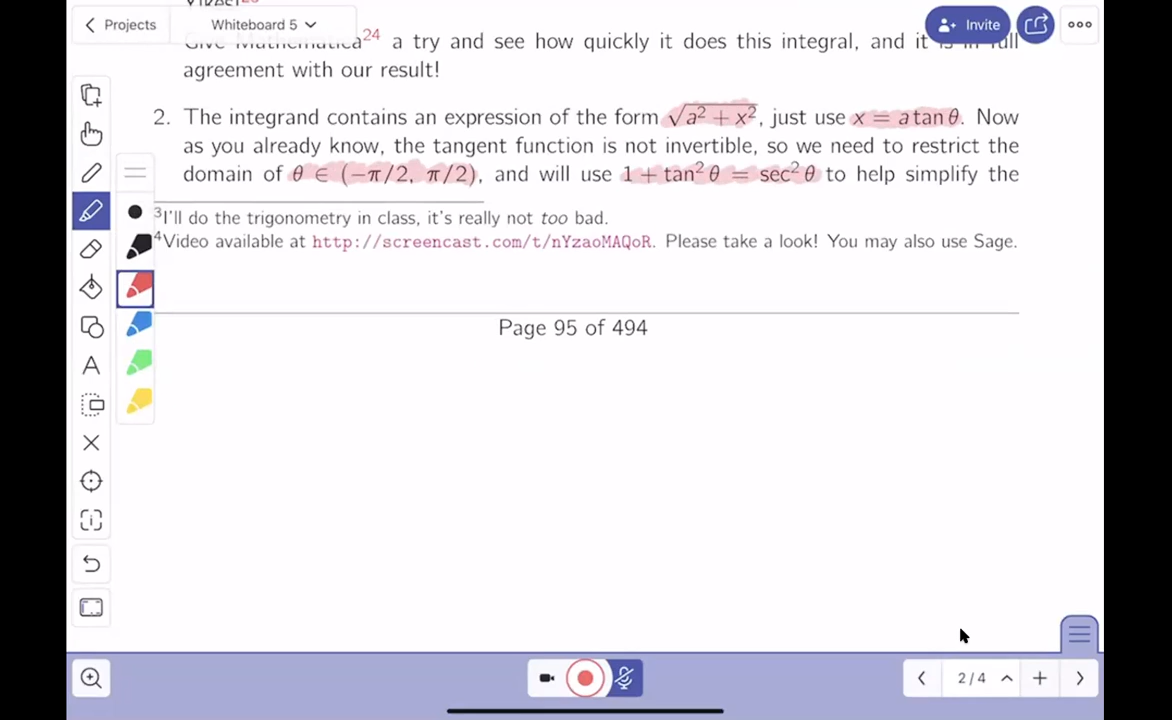 Projects
Whiteboard 5
Invite
Give Mathematica24 a try and see how quickly it does this integral, and it is in full
agreement with our result!
2. The integrand contains an expression of the form √a² + x², just use x = a tan θ. Now
as you already know, the tangent function is not invertible, so we need to restrict the
domain of θ ∈ (−π/2, π/2), and will use 1 + tan² θ = sec² θ to help simplify the
3I'll do the trigonometry in class, it's really not too bad.
4Video available at http://screencast.com/t/nYzaoMAQoR. Please take a look! You may also use Sage.
Page 95 of 494
A
2/4